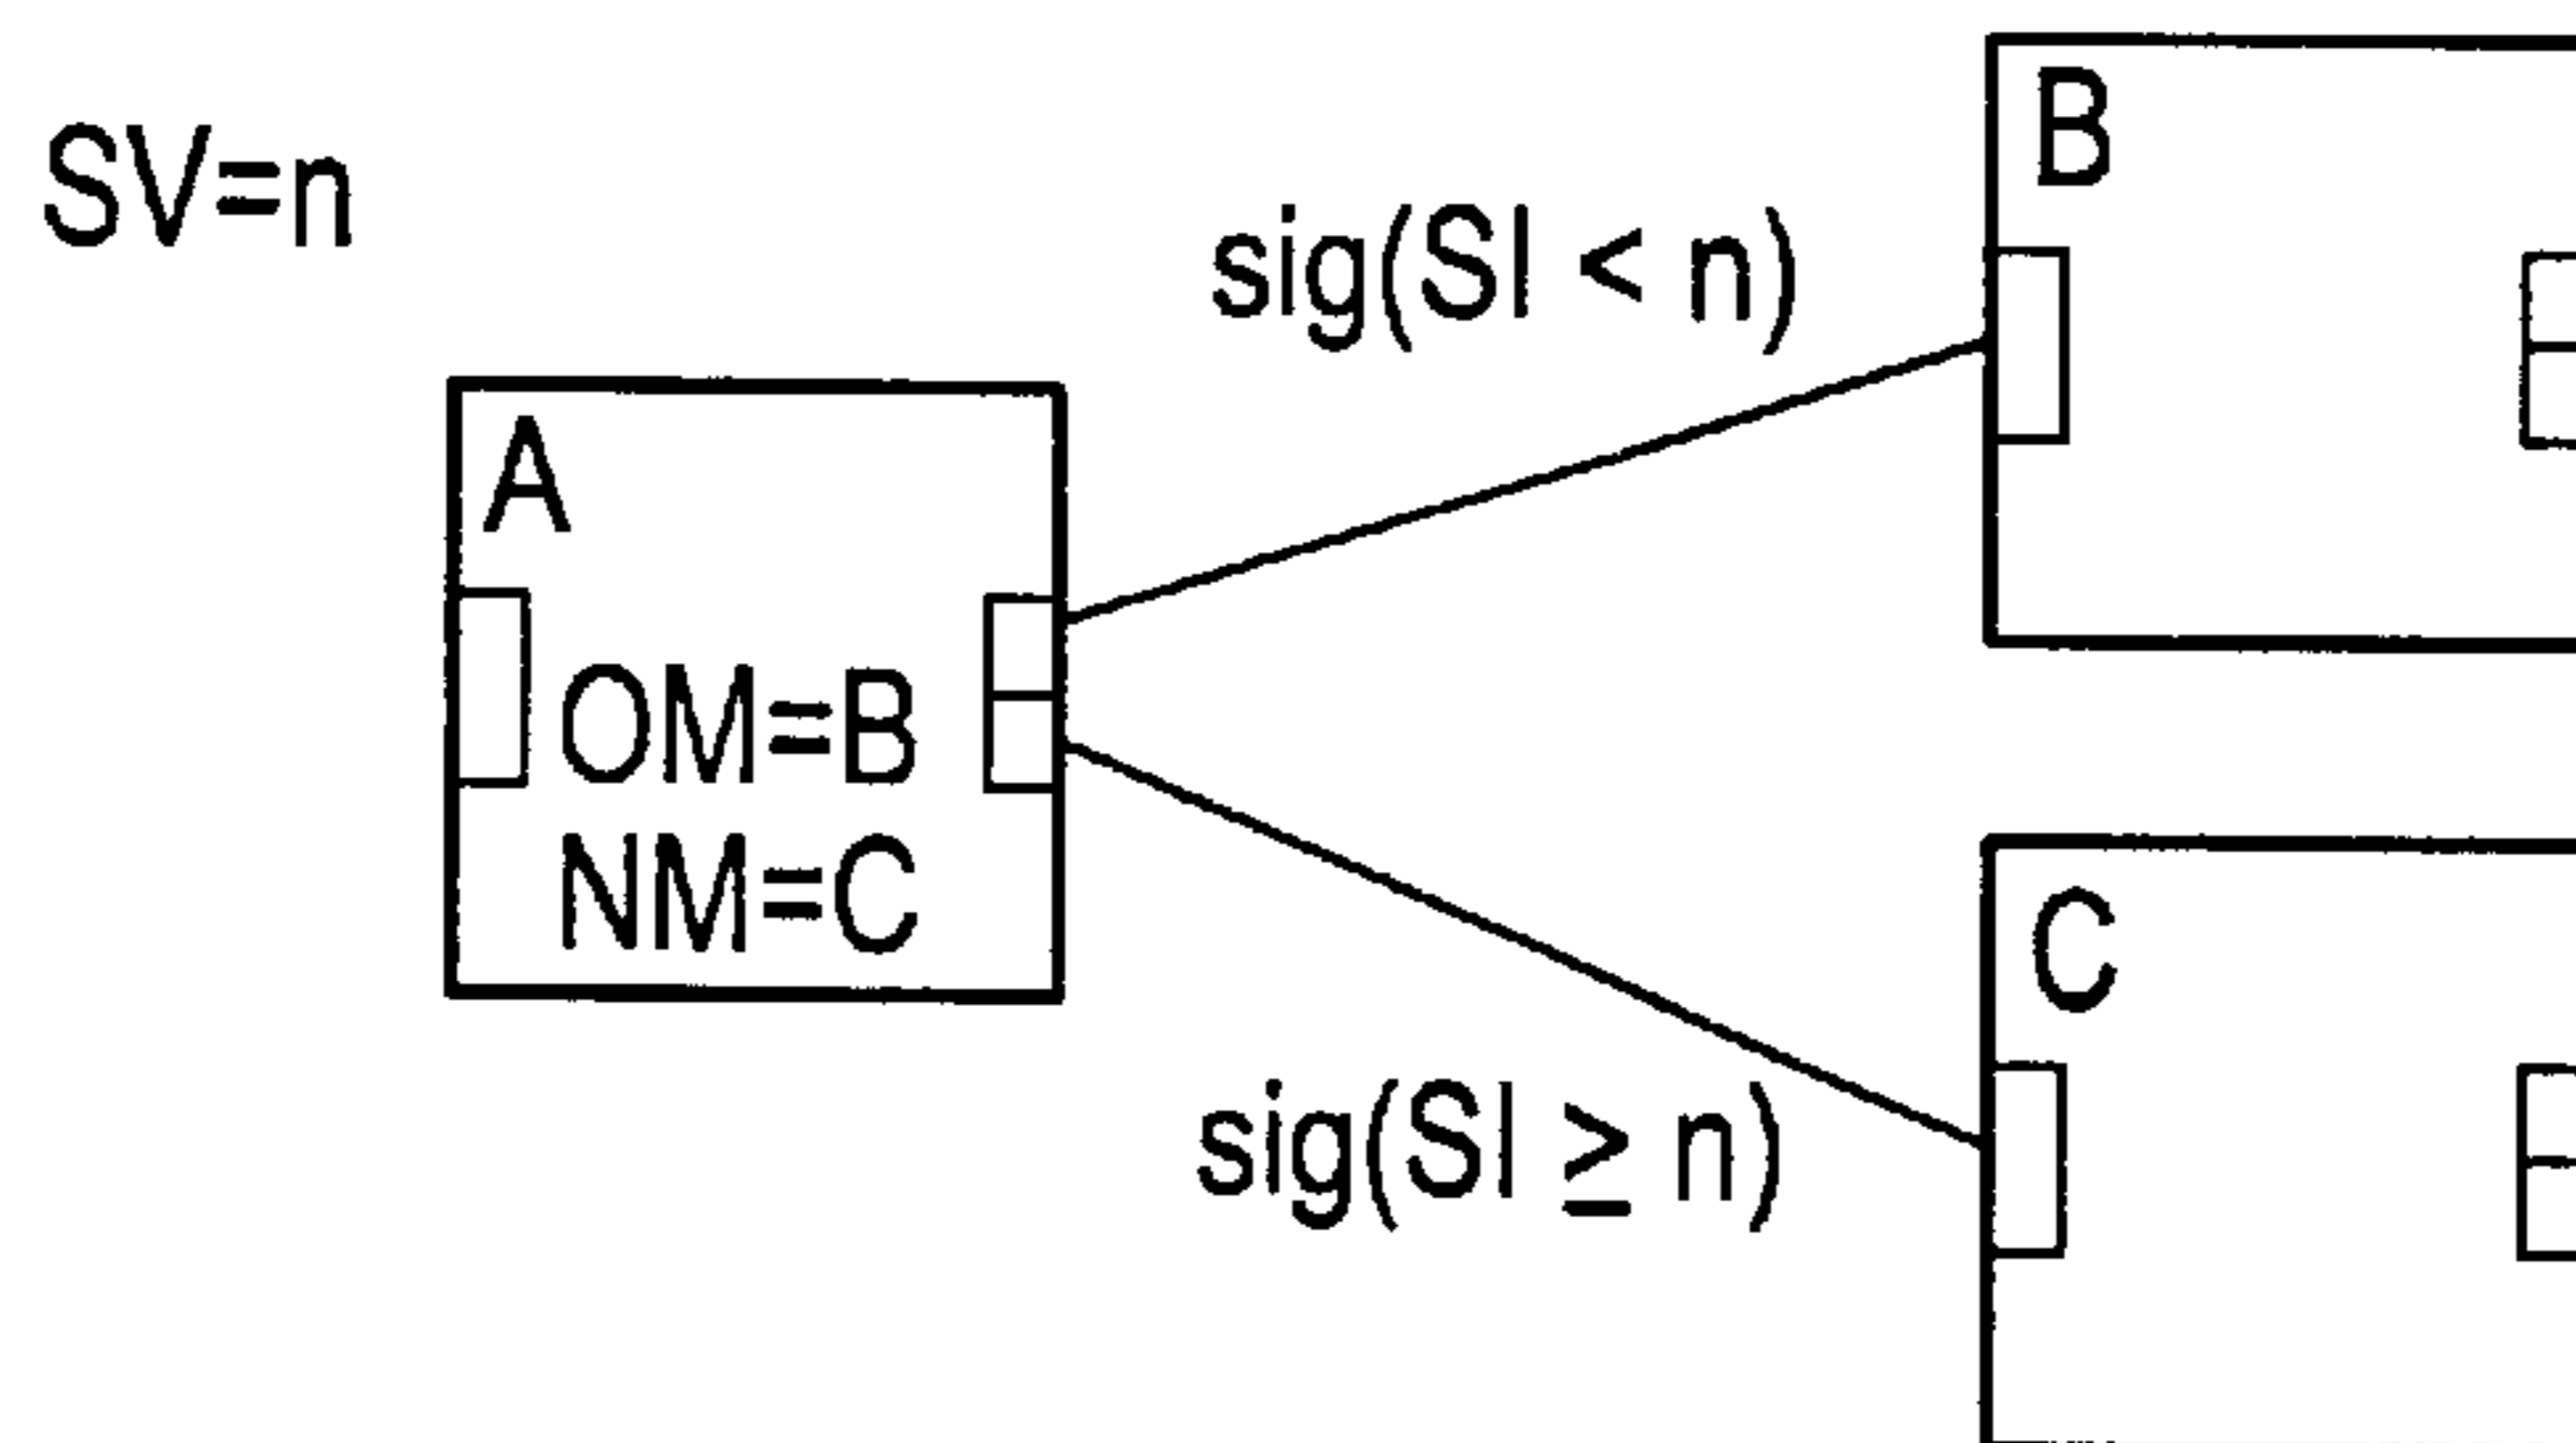 SV=n
sig(SI < n)
B
A
OM=B
NM=C
C
sig(SI ≥ n)